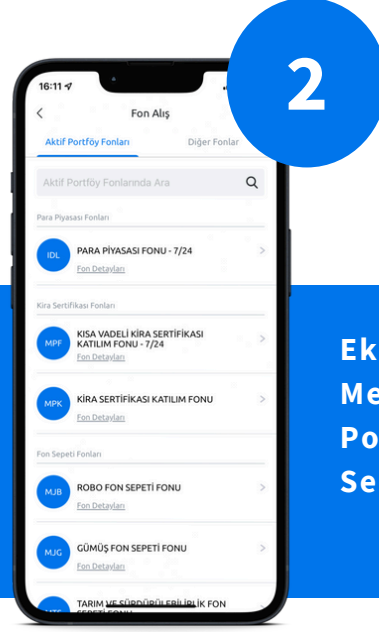 2
16:11
Fon Alış
Aktif Portföy Fonları
Diğer Fonlar
Aktif Portföy Fonlarında Ara
Para Piyasası Fonları
IDL
PARA PİYASASI FONU - 7/24
Fon Detayları
Kira Sertifikası Fonları
MPF
KISA VADELİ KİRA SERTİFİKASI
KATILIM FONU - 7/24
Fon Detayları
MPK
KİRA SERTİFİKASI KATILIM FONU
Fon Detayları
Fon Sepeti Fonları
MJB
ROBO FON SEPETİ FONU
Fon Detayları
MJG
GÜMÜŞ FON SEPETİ FONU
Fon Detayları
TARIM VE SÜRDÜRÜLEBİLİRLİK FON
SEPETİ FONU
Ek
Me
Po
Se